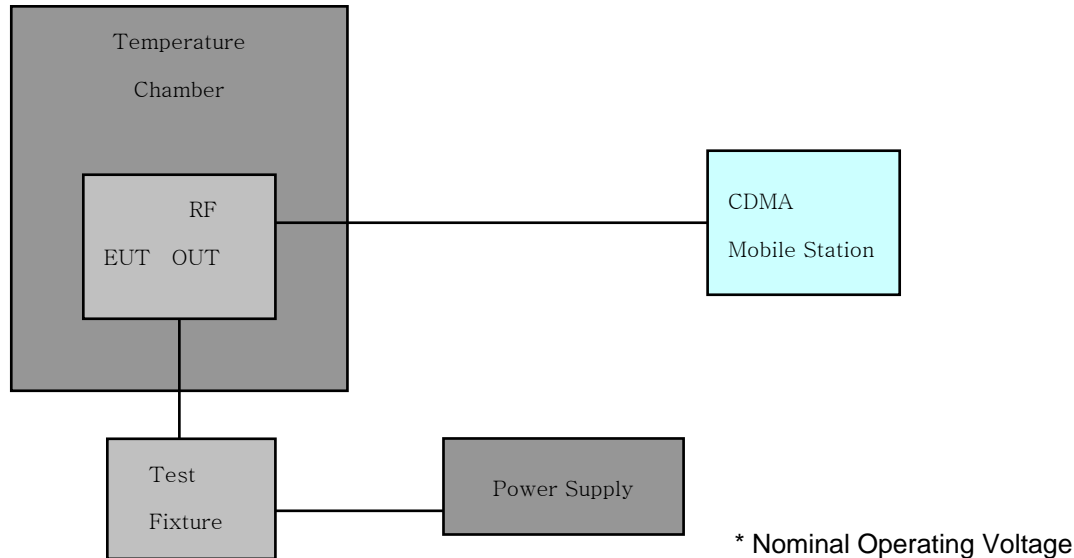 Temperature
Chamber
RF
EUT OUT
CDMA
Mobile Station
Test
Fixture
Power Supply
* Nominal Operating Voltage